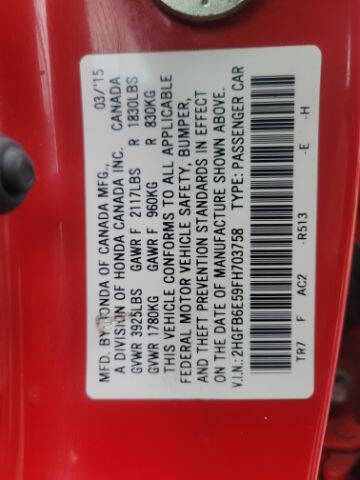 MFD. BY HONDA OF CANADA MFG., 03/'15
A DIVISION OF HONDA CANADA INC. CANADA
GVWR 3925LBS GAWR F 2117LBS R 1830LBS
GVWR 1780KG GAWR F 960KG R 830KG
THIS VEHICLE CONFORMS TO ALL APPLICABLE
FEDERAL MOTOR VEHICLE SAFETY, BUMPER,
AND THEFT PREVENTION STANDARDS IN EFFECT
ON THE DATE OF MANUFACTURE SHOWN ABOVE.
V.I.N.: 2HGFB6E59FH703758 TYPE: PASSENGER CAR
TR7 F AC2 -R513 -E -H